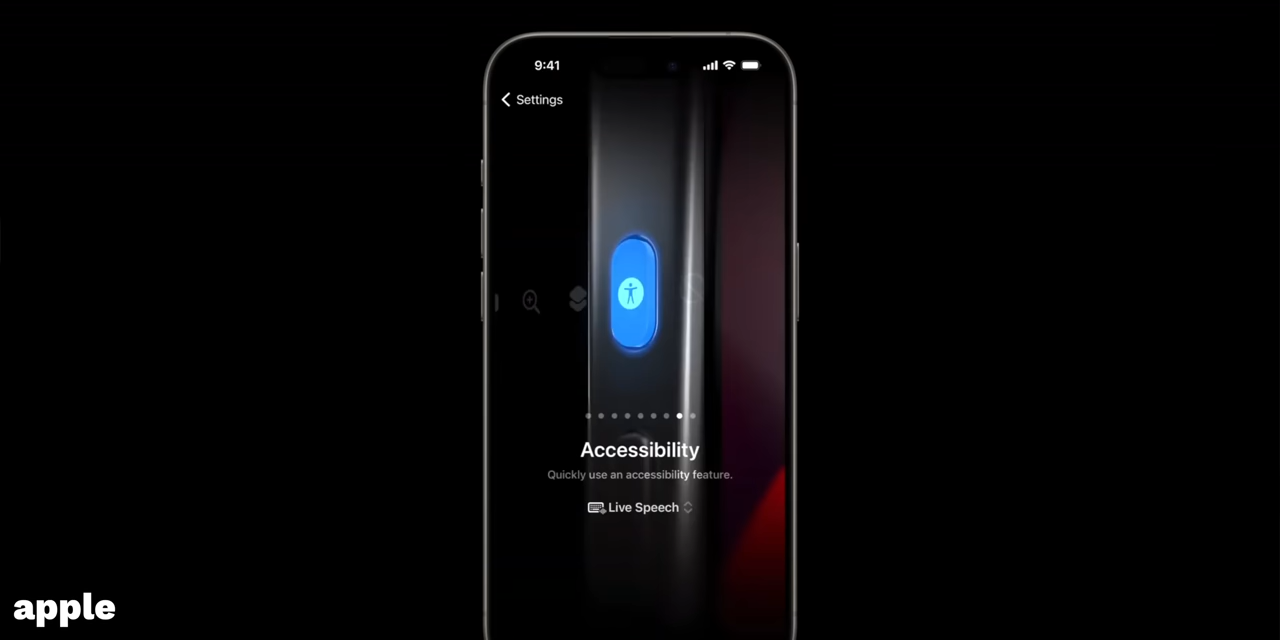 9:41
Settings
Accessibility
Quickly use an accessibility feature.
Live Speech
apple